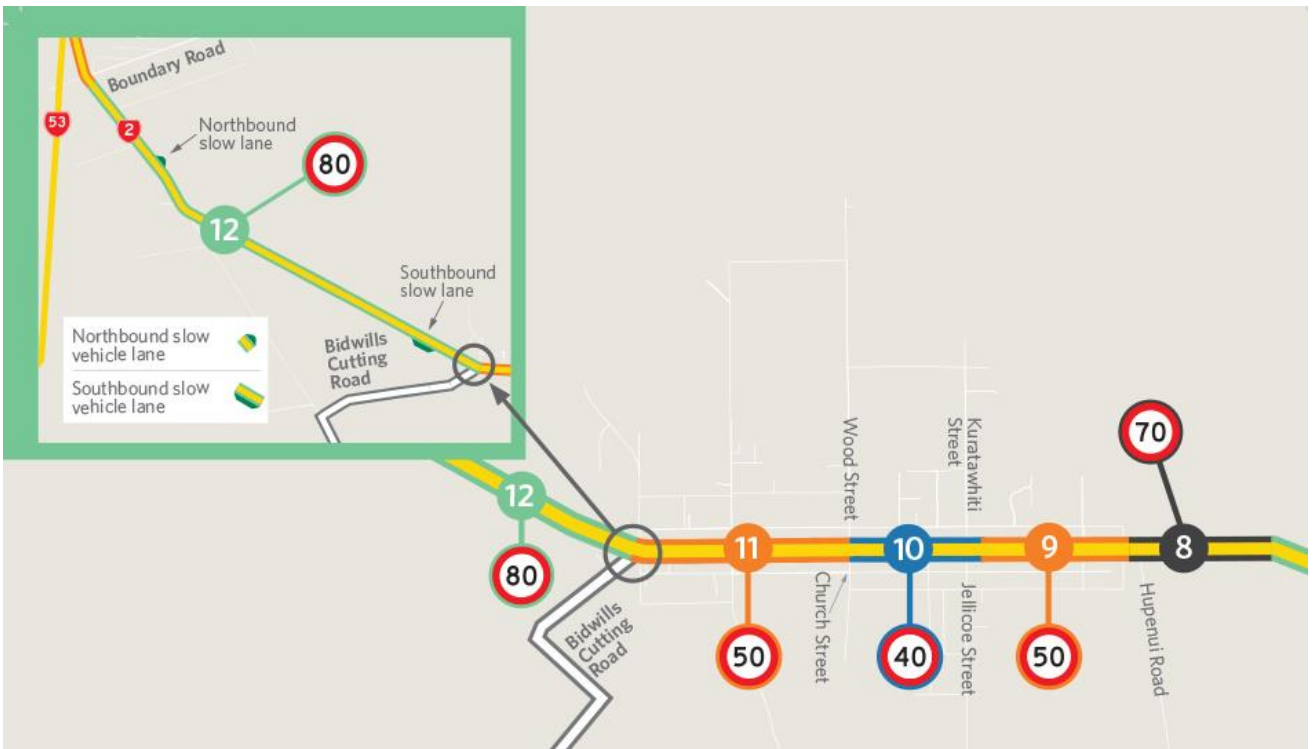 Boundary Road
53
2
Northbound
slow lane
80
12
Southbound
slow lane
Northbound slow
vehicle lane
Southbound slow
vehicle lane
Bidwills
Cutting
Road
12
80
Bidwills
Cutting
Road
11
50
Wood Street
Church Street
10
40
Kuratawhiti
Street
Jellicoe Street
9
50
70
8
Hupenui Road